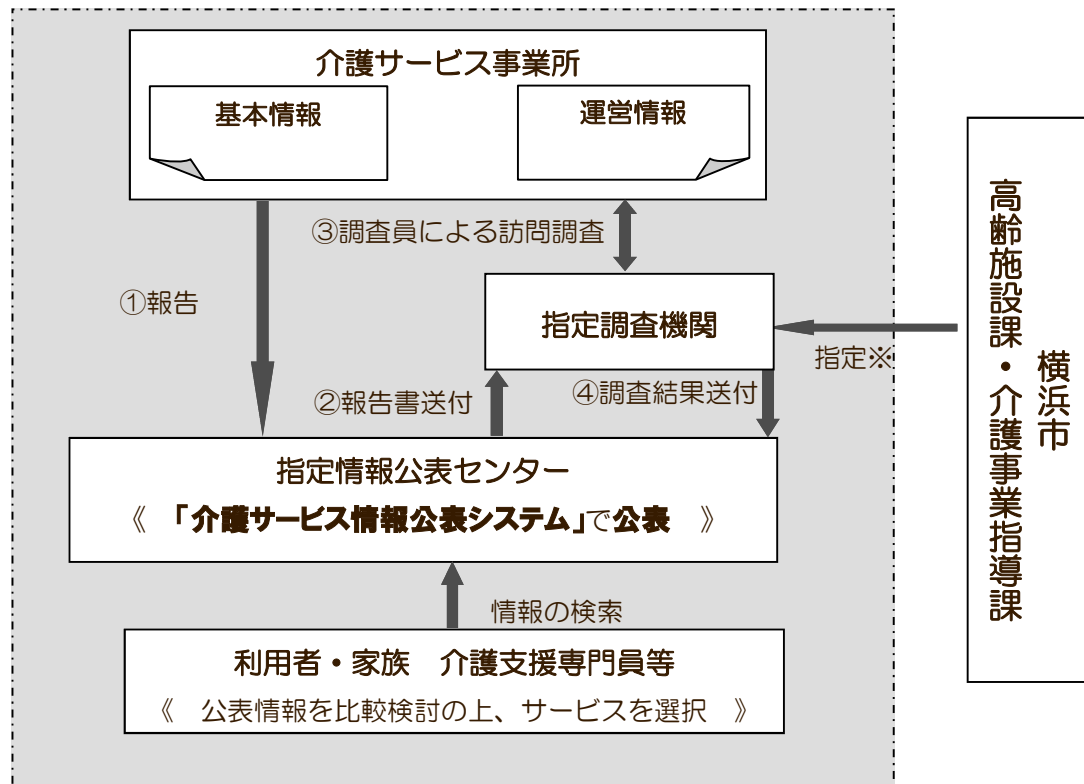 介護サービス事業所
基本情報
運営情報
③調査員による訪問調査
①報告
指定調査機関
指定※
②報告書送付
④調査結果送付
指定情報公表センター
《 「介護サービス情報公表システム」で公表 》
情報の検索
利用者・家族 介護支援専門員等
《 公表情報を比較検討の上、サービスを選択 》
横浜市
高齢施設課・介護事業指導課